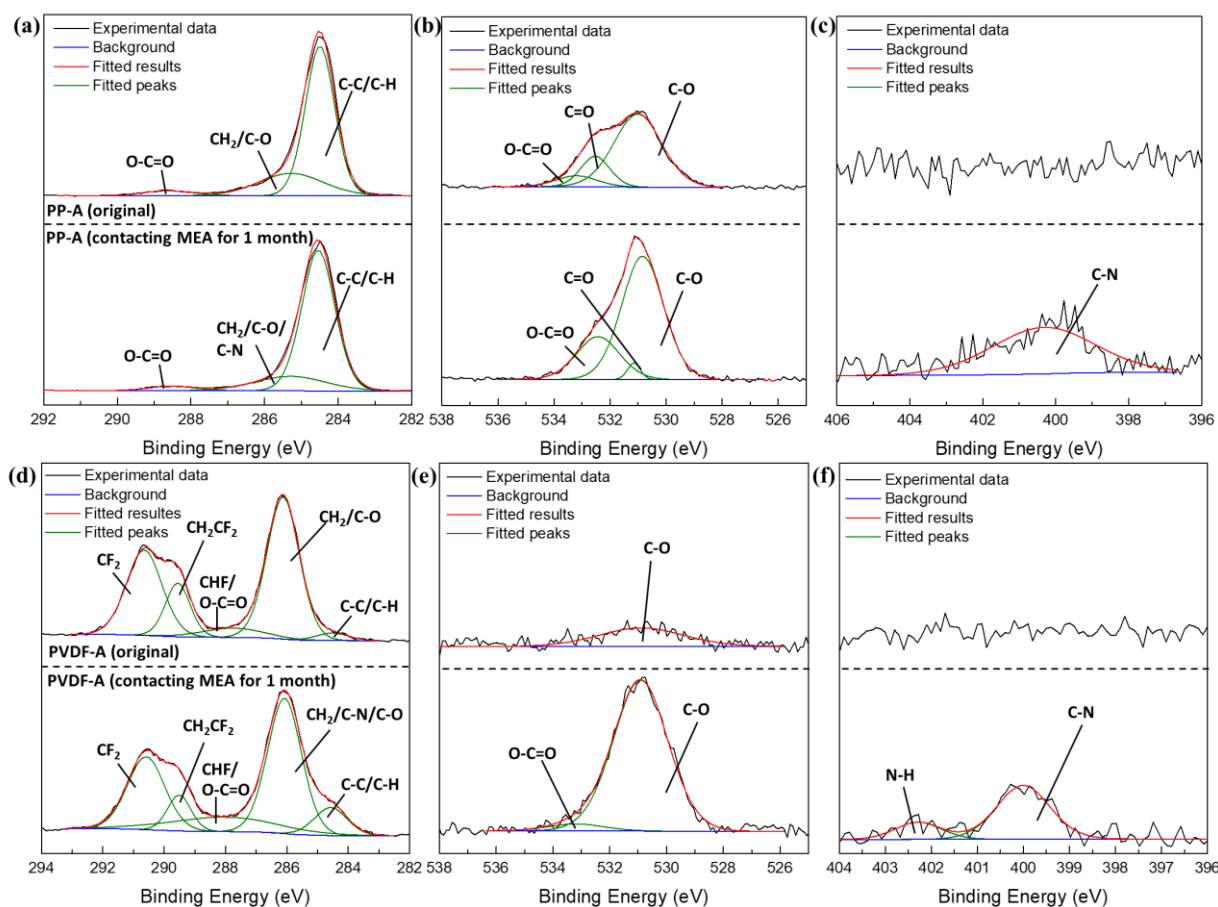 (a)
Experimental data
Background
Fitted results
Fitted peaks
C-C/C-H
CH₂/C-O
O-C=O
PP-A (original)
PP-A (contacting MEA for 1 month)
C-C/C-H
CH₂/C-O/
C-N
O-C=O
292 290 288 286 284 282
Binding Energy (eV)
(b)
Experimental data
Background
Fitted results
Fitted peaks
C-O
C=O
O-C=O
C=O
C-O
O-C=O
538 536 534 532 530 528 526
Binding Energy (eV)
(c)
Experimental data
Background
Fitted results
Fitted peaks
C-N
406 404 402 400 398 396
Binding Energy (eV)
(d)
Experimental data
Background
Fitted resultes
Fitted peaks
CH₂/C-O
CH₂CF₂
CF₂
CHF/
O-C=O
C-C/C-H
PVDF-A (original)
PVDF-A (contacting MEA for 1 month)
CH₂/C-N/C-O
CH₂CF₂
CF₂
CHF/
O-C=O
C-C/C-H
294 292 290 288 286 284 282
Binding Energy (eV)
(e)
Experimental data
Background
Fitted results
Fitted peaks
C-O
C-O
O-C=O
538 536 534 532 530 528 526
Binding Energy (eV)
(f)
Experimental data
Background
Fitted results
Fitted peaks
C-N
N-H
404 403 402 401 400 399 398 397 396
Binding Energy (eV)